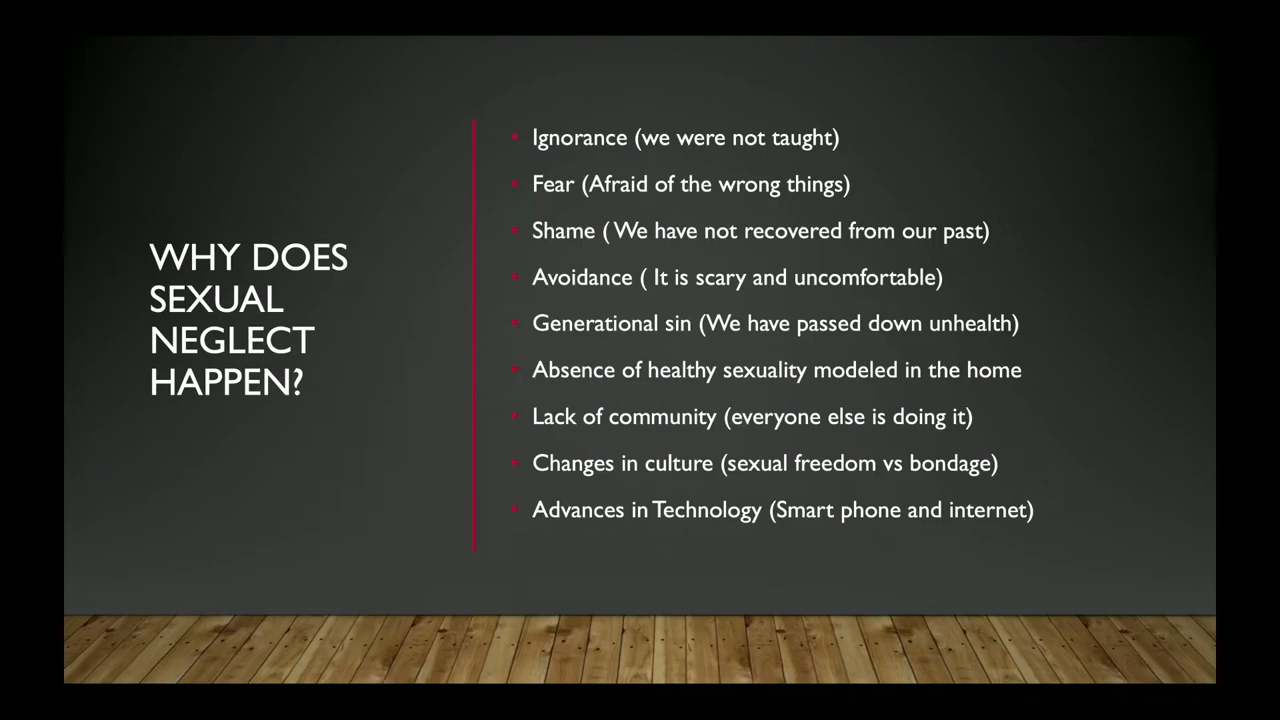 WHY DOES
SEXUAL
NEGLECT
HAPPEN?
• Ignorance (we were not taught)
• Fear (Afraid of the wrong things)
• Shame ( We have not recovered from our past)
• Avoidance ( It is scary and uncomfortable)
• Generational sin (We have passed down unhealth)
• Absence of healthy sexuality modeled in the home
• Lack of community (everyone else is doing it)
• Changes in culture (sexual freedom vs bondage)
• Advances in Technology (Smart phone and internet)